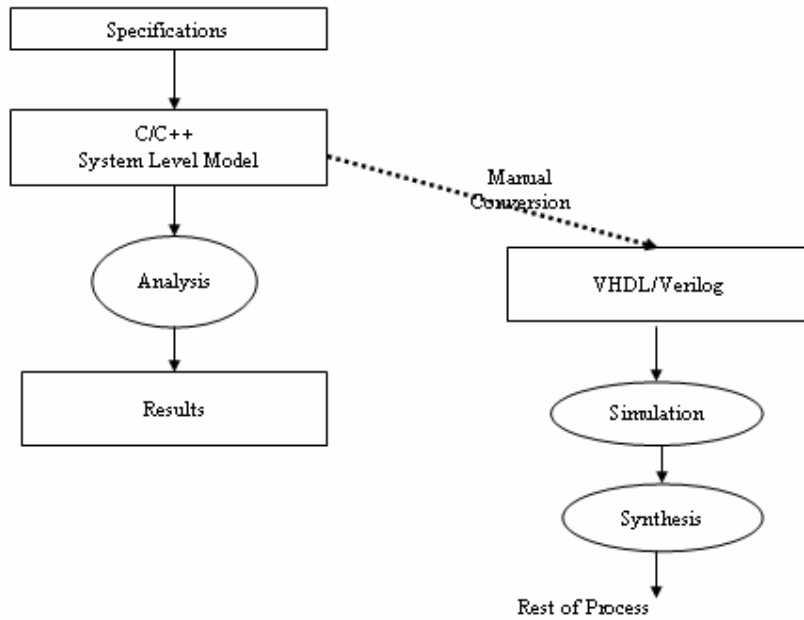 Specifications
C/C++
System Level Model
Manual
Conversion
Analysis
VHDL/Verilog
Results
Simulation
Synthesis
Rest of Process